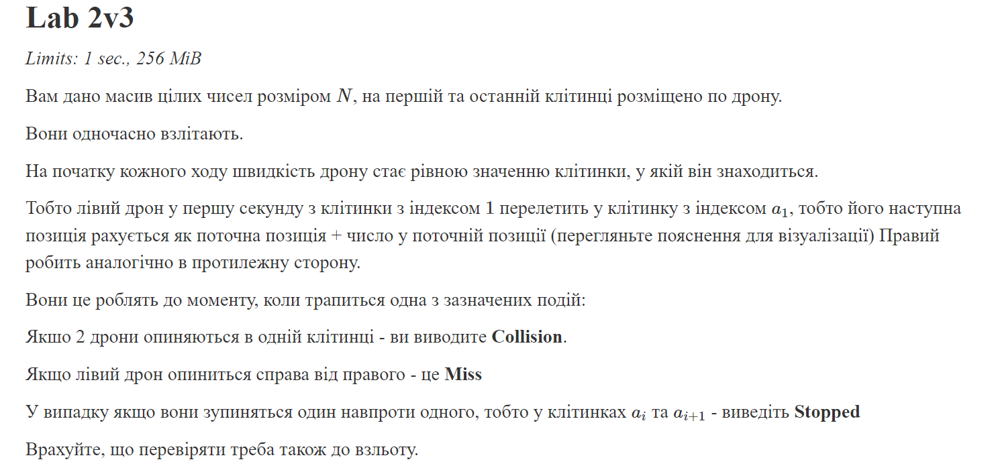 Lab 2v3
Limits: 1 sec., 256 MiB
Вам дано масив цілих чисел розміром N, на першій та останній клітинці розміщено по дрону.
Вони одночасно взлітають.
На початку кожного ходу швидкість дрону стає рівною значенню клітинки, у якій він знаходиться.
Тобто лівий дрон у першу секунду з клітинки з індексом 1 перелетить у клітинку з індексом a₁, тобто його наступна
позиція рахується як поточна позиція + число у поточній позиції (перегляньте пояснення для візуалізації) Правий
робить аналогічно в протилежну сторону.
Вони це роблять до моменту, коли трапиться одна з зазначених подій:
Якшо 2 дрони опиняються в одній клітинці - ви виводите Collision.
Якщо лівий дрон опиниться справа від правого - це Miss
У випадку якщо вони зупиняться один навпроти одного, тобто у клітинках aᵢ та aᵢ₊₁ - виведіть Stopped
Врахуйте, що перевіряти треба також до взльоту.